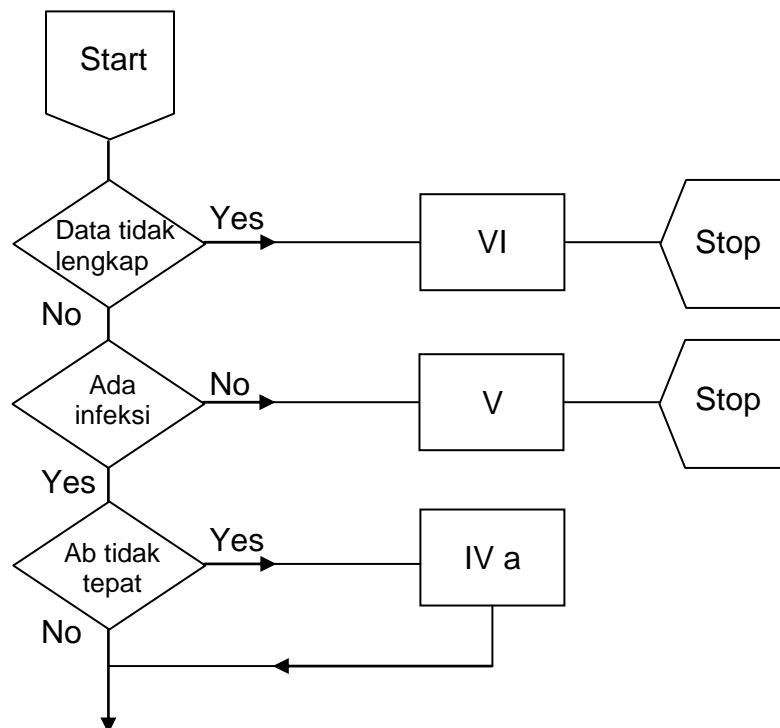 Start
Data tidak
lengkap
Yes
VI
Stop
No
Ada
infeksi
No
V
Stop
Yes
Ab tidak
tepat
Yes
IV a
No